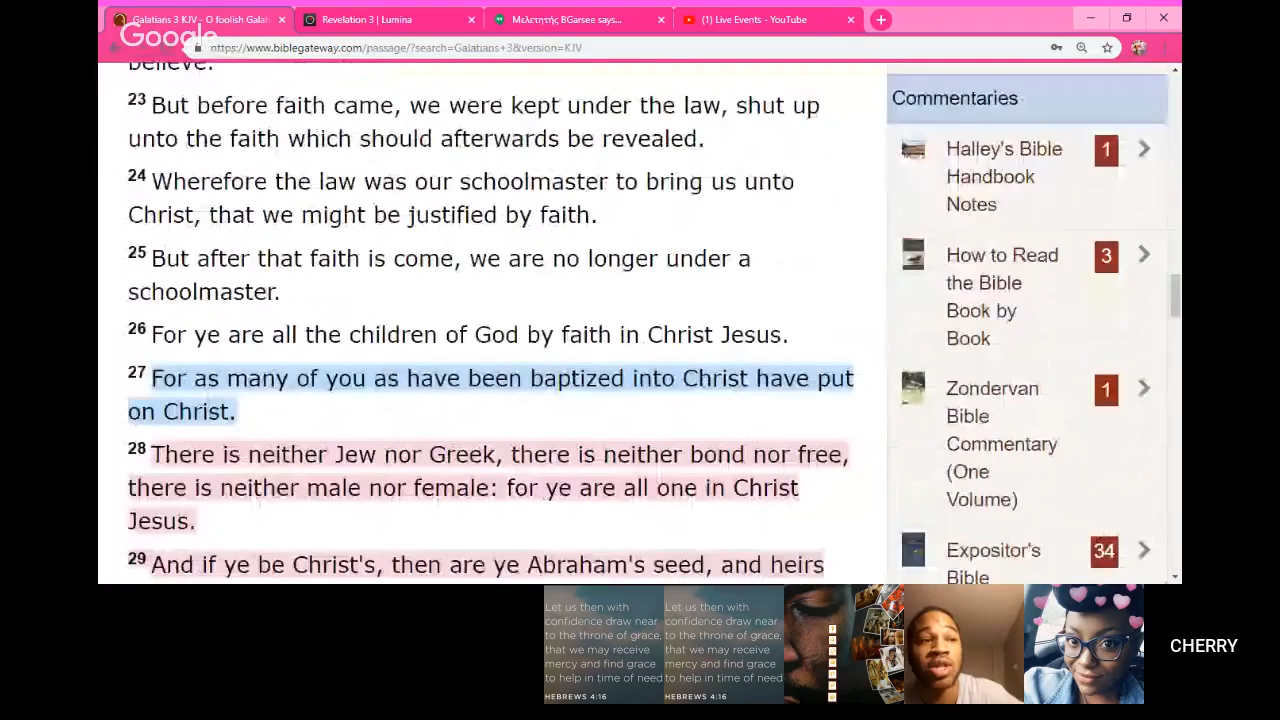 Galatians 3 KJV - O foolish Galat
Revelation 3 | Lumina
Μελετητής BGarsee says...
(1) Live Events - YouTube
Google
https://www.biblegateway.com/passage/?search=Galatians+3&version=KJV
believe.
23 But before faith came, we were kept under the law, shut up
unto the faith which should afterwards be revealed.
24 Wherefore the law was our schoolmaster to bring us unto
Christ, that we might be justified by faith.
25 But after that faith is come, we are no longer under a
schoolmaster.
26 For ye are all the children of God by faith in Christ Jesus.
27 For as many of you as have been baptized into Christ have put
on Christ.
28 There is neither Jew nor Greek, there is neither bond nor free,
there is neither male nor female: for ye are all one in Christ
Jesus.
29 And if ye be Christ's, then are ye Abraham's seed, and heirs
Commentaries
Halley's Bible
Handbook
Notes
1
How to Read
the Bible
Book by
Book
3
Zondervan
Bible
Commentary
(One
Volume)
1
Expositor's
Bible
34
Let us then with
confidence draw near
to the throne of grace,
that we may receive
mercy and find grace
to help in time of need
HEBREWS 4:16
Let us then with
confidence draw near
to the throne of grace,
that we may receive
mercy and find grace
to help in time of need
HEBREWS 4:16
CHERRY